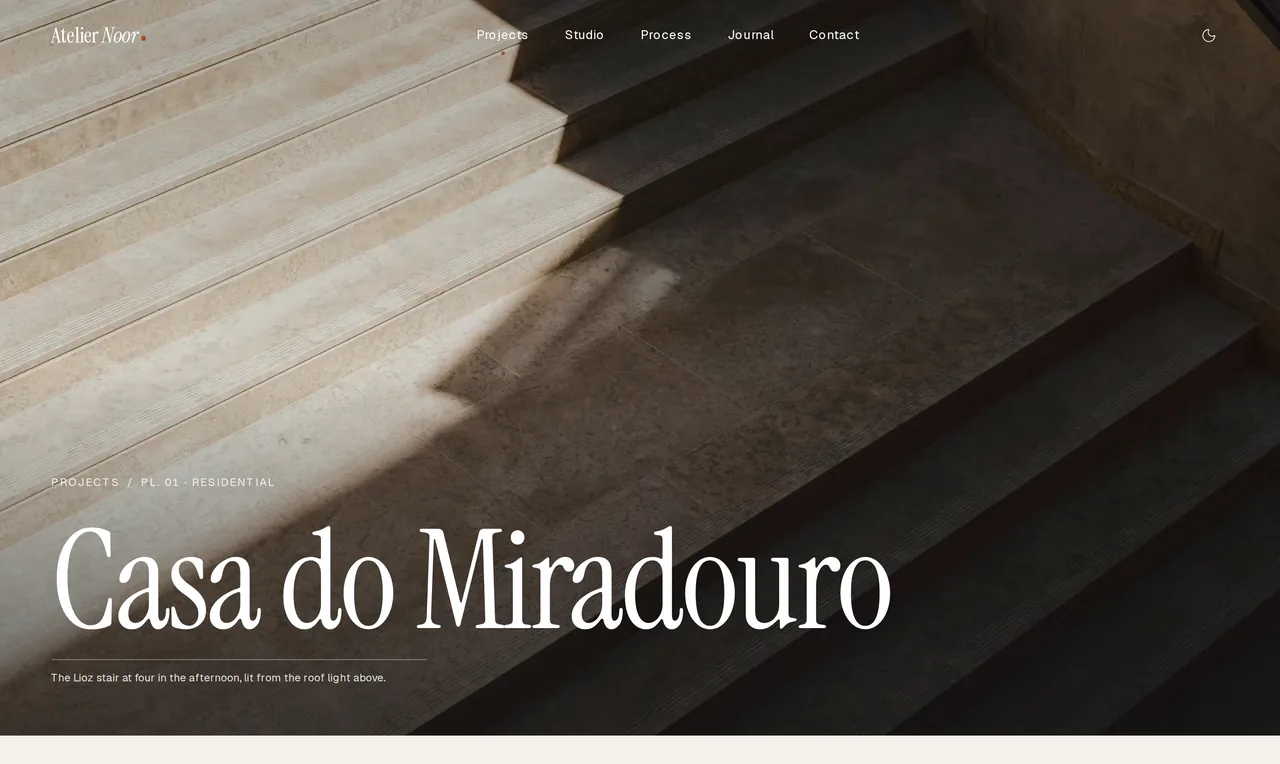 Atelier Noor
Projects Studio Process Journal Contact
PROJECTS / PL. 01 - RESIDENTIAL
Casa do Miradouro
The Lioz stair at four in the afternoon, lit from the roof light above.